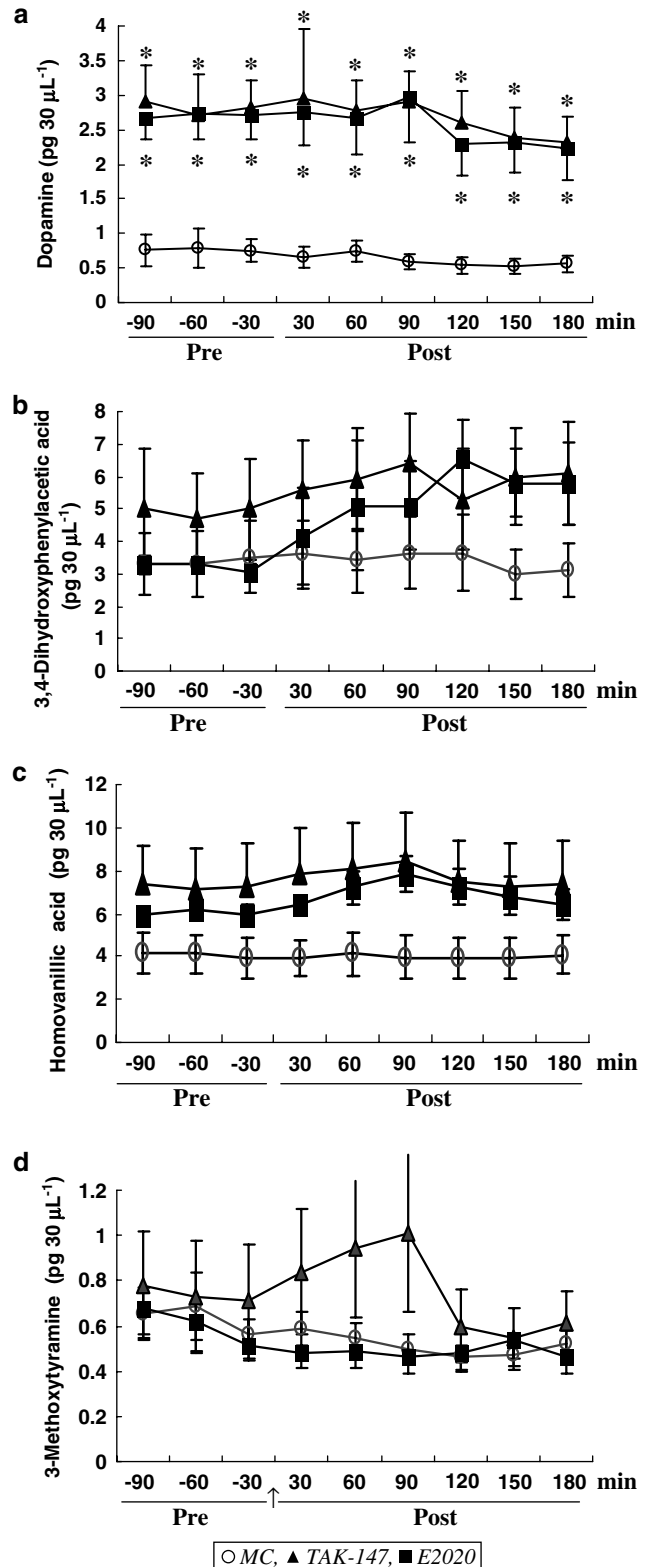 a
Dopamine (pg 30 μL⁻¹)
4
3.5
3
2.5
2
1.5
1
0.5
0
* * * * * * * * *
* * * * * * * * *
-90 -60 -30 30 60 90 120 150 180 min
Pre Post
b
3,4-Dihydroxyphenylacetic acid
(pg 30 μL⁻¹)
9
8
7
6
5
4
3
2
1
0
-90 -60 -30 30 60 90 120 150 180 min
Pre Post
c
Homovanillic acid (pg 30 μL⁻¹)
12
10
8
6
4
2
0
-90 -60 -30 30 60 90 120 150 180 min
Pre Post
d
3-Methoxytyramine (pg 30 μL⁻¹)
1.2
1
0.8
0.6
0.4
0.2
0
-90 -60 -30 30 60 90 120 150 180 min
↑
Pre Post
○ MC, ▲ TAK-147, ■ E2020